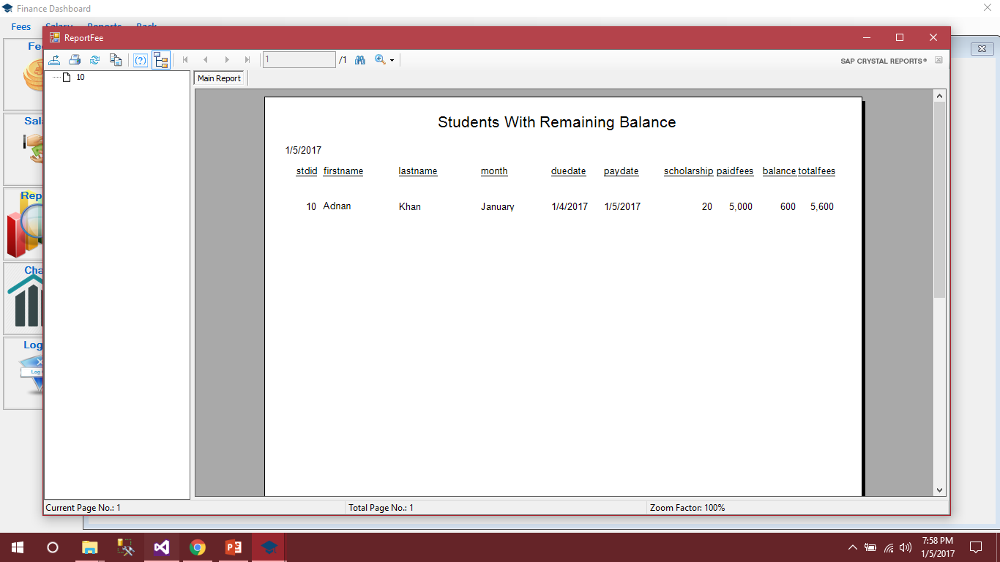 Finance Dashboard
Fees Salary Reports Back
ReportFee
1 /1 SAP CRYSTAL REPORTS®
10 Main Report
Students With Remaining Balance
1/5/2017
stdid firstname lastname month duedate paydate scholarship paidfees balance totalfees
10 Adnan Khan January 1/4/2017 1/5/2017 20 5,000 600 5,600
Fe
Sal
Rep
Cha
Log
Log
Current Page No.: 1 Total Page No.: 1 Zoom Factor: 100%
7:58 PM
1/5/2017